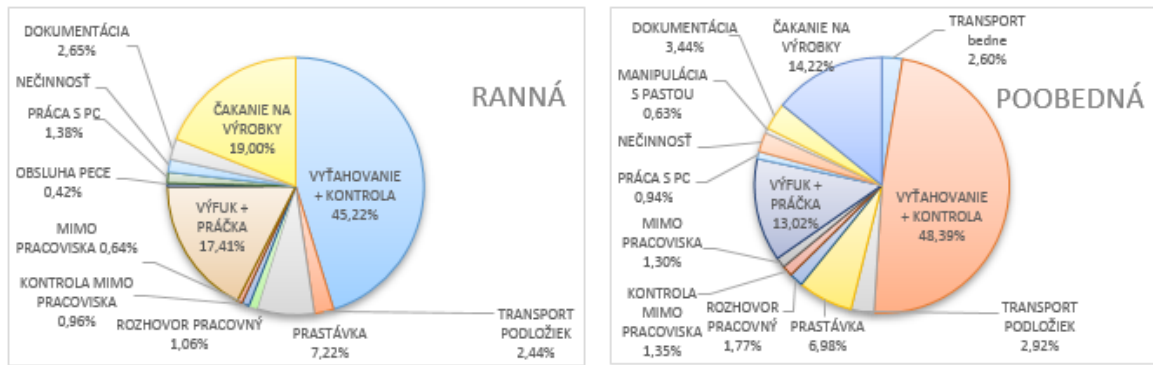 RANNÁ
DOKUMENTÁCIA
2,65%
NEČINNOSŤ
PRÁCA S PC
1,38%
OBSLUHA PECE
0,42%
MIMO
PRACOVISKA 0,64%
KONTROLA MIMO
PRACOVISKA
0,96%
ROZHOVOR PRACOVNÝ
1,06%
PRASTÁVKA
7,22%
TRANSPORT
PODLOŽIEK
2,44%
ČAKANIE NA
VÝROBKY
19,00%
VYŤAHOVANIE
+ KONTROLA
45,22%
VÝFUK +
PRÁČKA
17,41%
POOBEDNÁ
DOKUMENTÁCIA
3,44%
ČAKANIE NA
VÝROBKY
14,22%
TRANSPORT
bedne
2,60%
MANIPULÁCIA
S PASTOU
0,63%
NEČINNOSŤ
PRÁCA S PC
0,94%
VÝFUK +
PRÁČKA
13,02%
VYŤAHOVANIE
+ KONTROLA
48,39%
MIMO
PRACOVISKA
1,30%
KONTROLA
MIMO
PRACOVISKA
1,35%
ROZHOVOR
PRACOVNÝ
1,77%
PRASTÁVKA
6,98%
TRANSPORT
PODLOŽIEK
2,92%